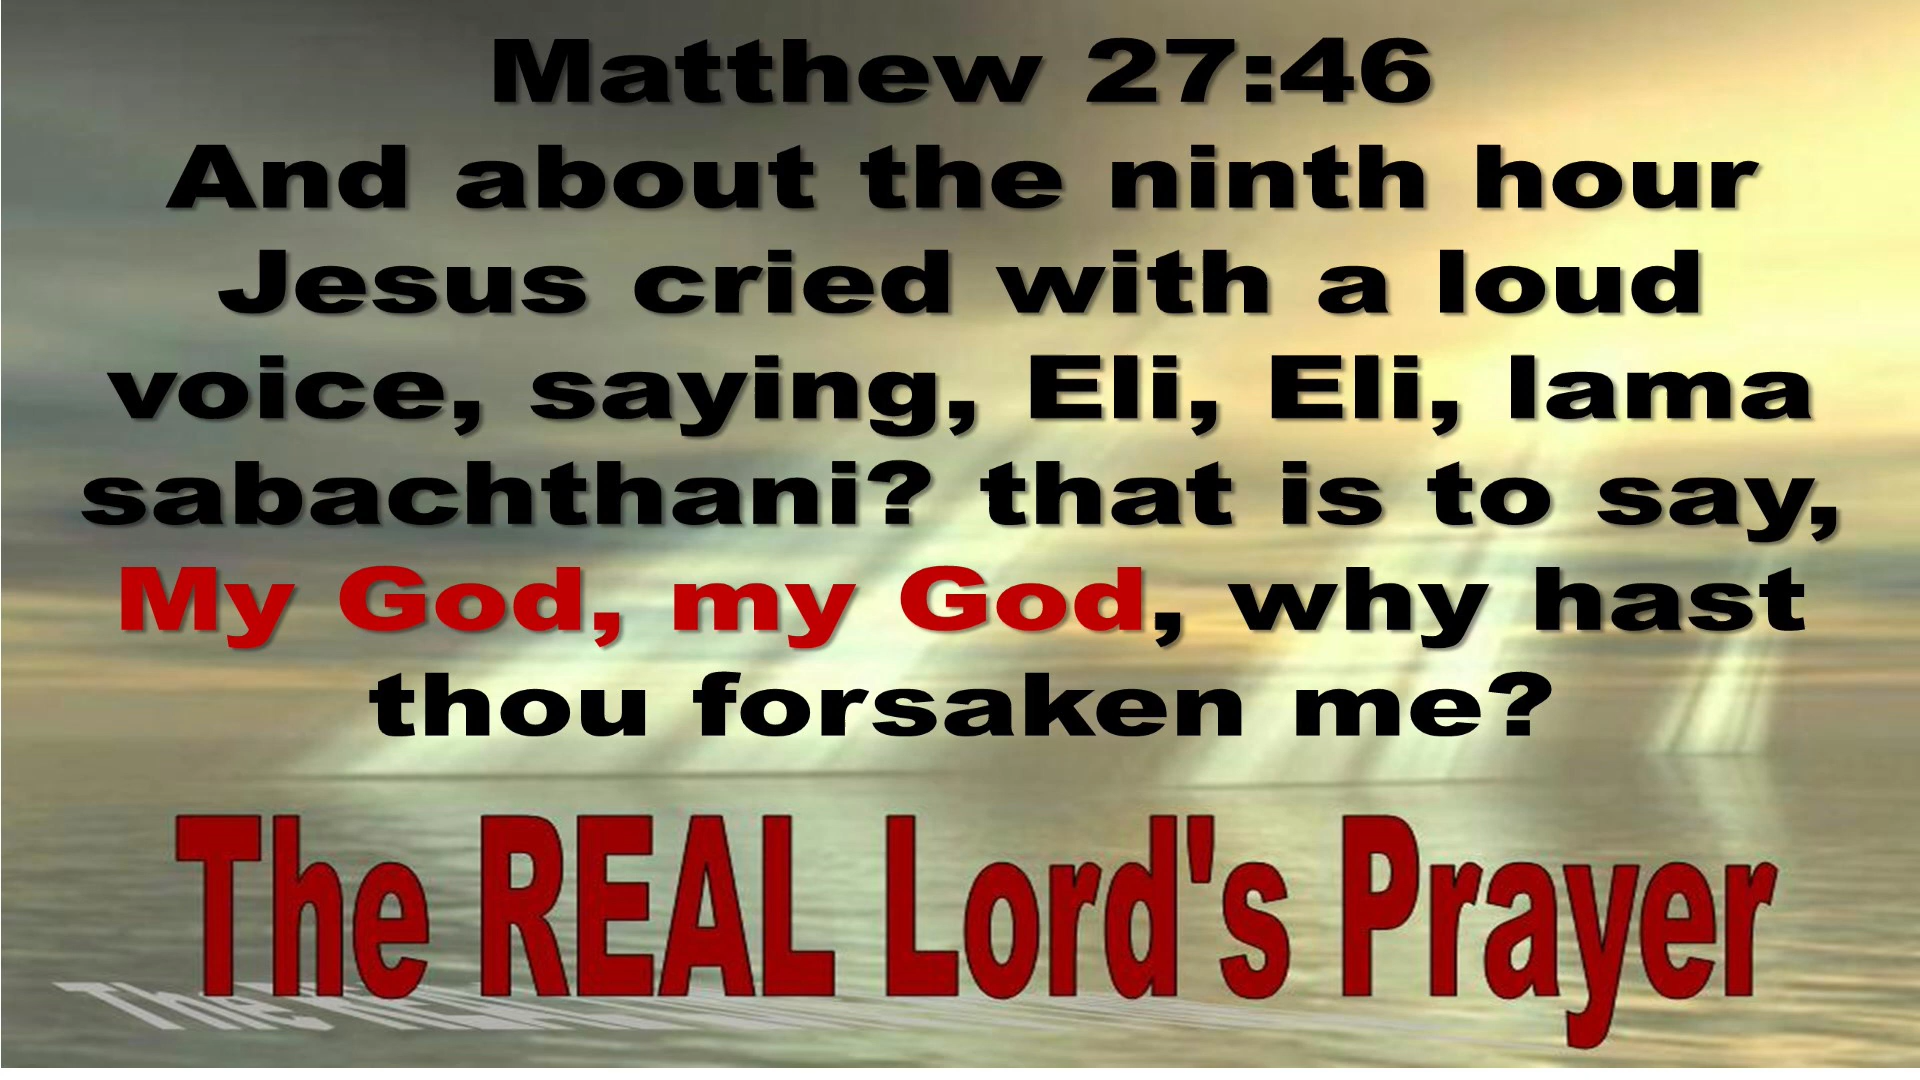 Matthew 27:46
And about the ninth hour
Jesus cried with a loud
voice, saying, Eli, Eli, lama
sabachthani? that is to say,
My God, my God, why hast
thou forsaken me?
The REAL Lord's Prayer